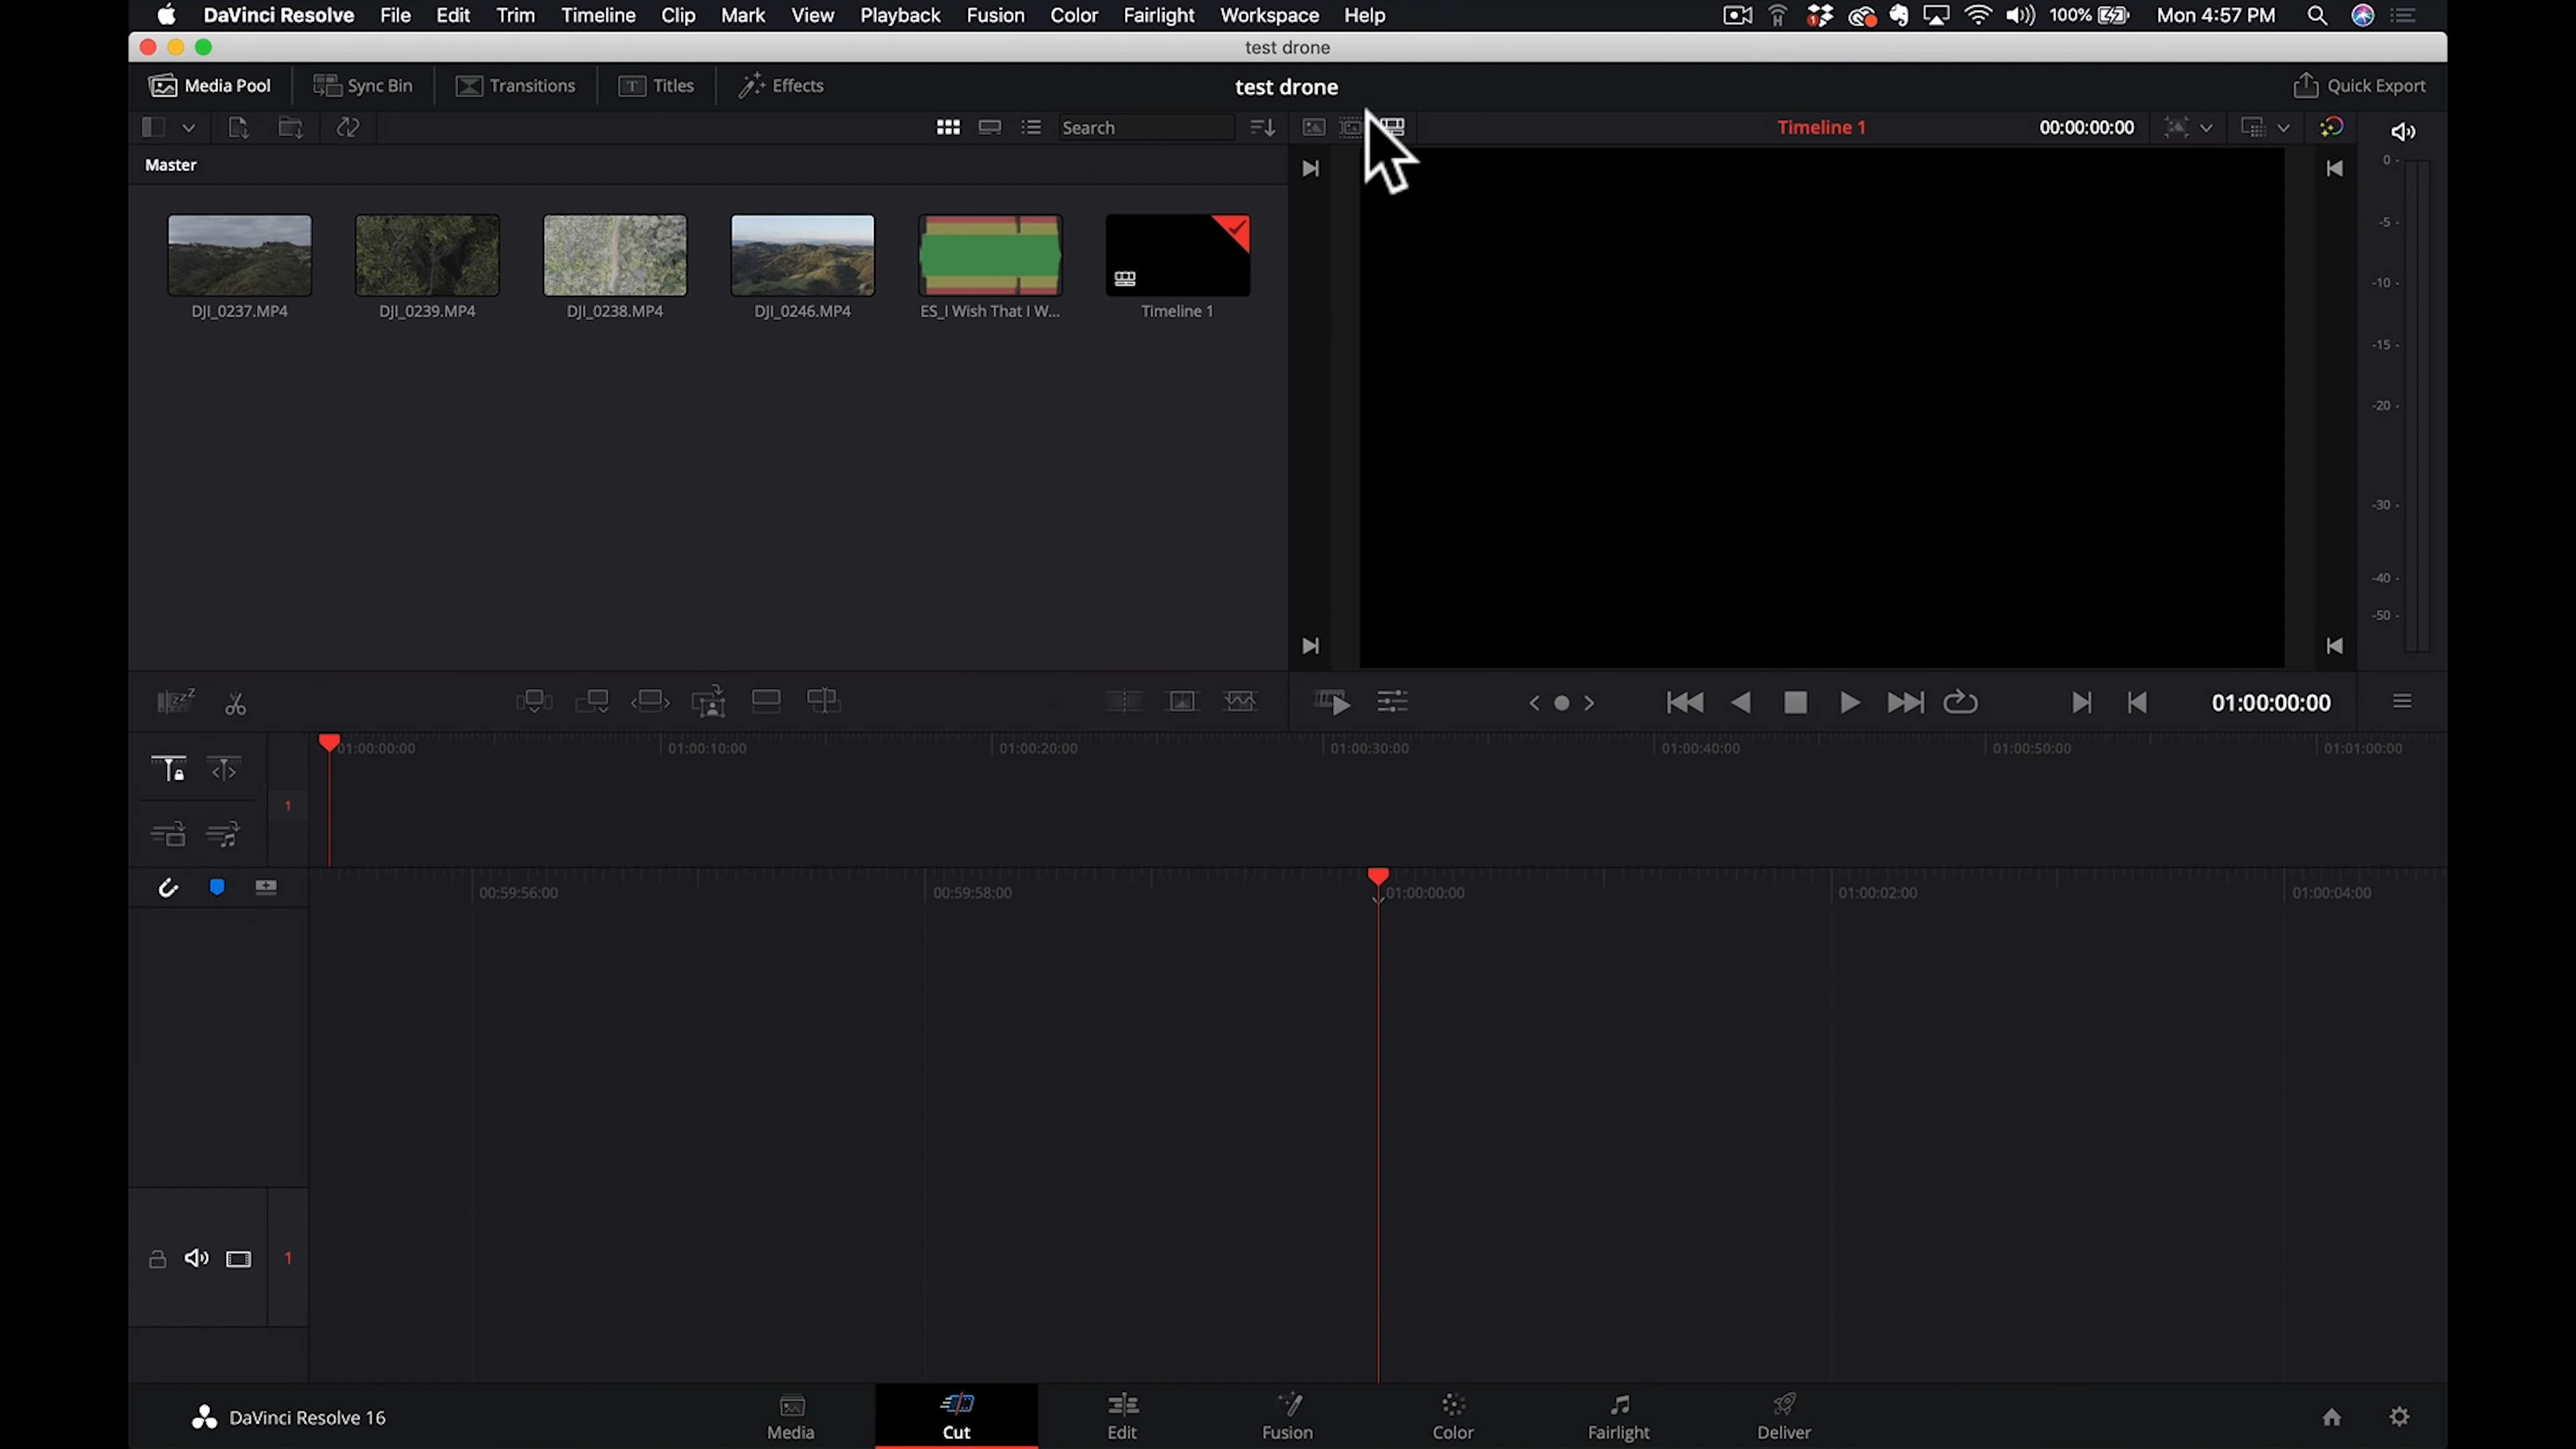 DaVinci Resolve File Edit Trim Timeline Clip Mark View Playback Fusion Color Fairlight Workspace Help 1 100% Mon 4:57 PM
test drone
Media Pool Sync Bin Transitions Titles Effects test drone Quick Export
Search Timeline 1 00:00:00:00
Master
0
-5
-10
-15
-20
-30
-40
-50
DJI_0237.MP4 DJI_0239.MP4 DJI_0238.MP4 DJI_0246.MP4 ES_I Wish That I W... Timeline 1
01:00:00:00
01:00:00:00 01:00:10:00 01:00:20:00 01:00:30:00 01:00:40:00 01:00:50:00 01:01:00:00
1
00:59:56:00 00:59:58:00 01:00:00:00 01:00:02:00 01:00:04:00
1
DaVinci Resolve 16 Media Cut Edit Fusion Color Fairlight Deliver